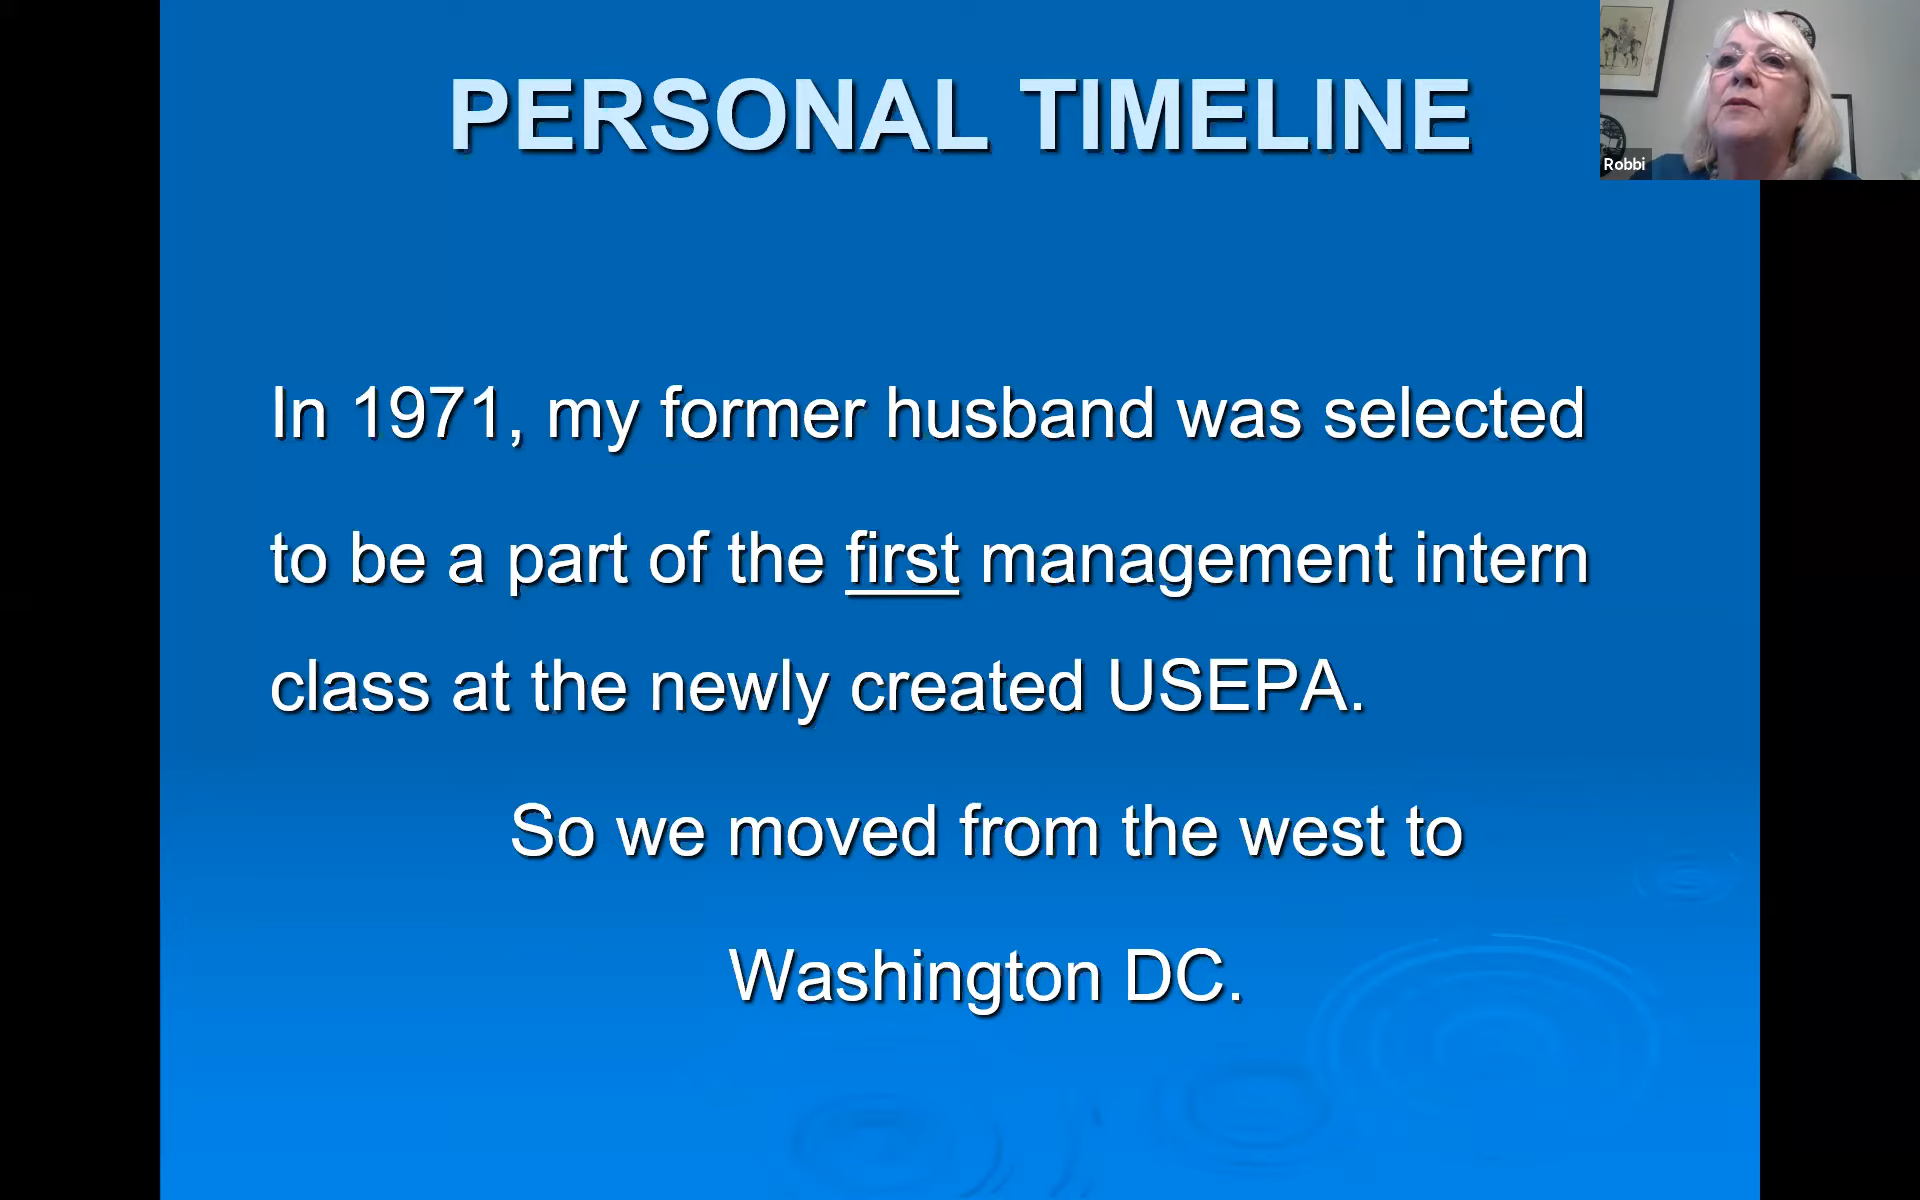 PERSONAL TIMELINE
Robbi
In 1971, my former husband was selected
to be a part of the first management intern
class at the newly created USEPA.
So we moved from the west to
Washington DC.